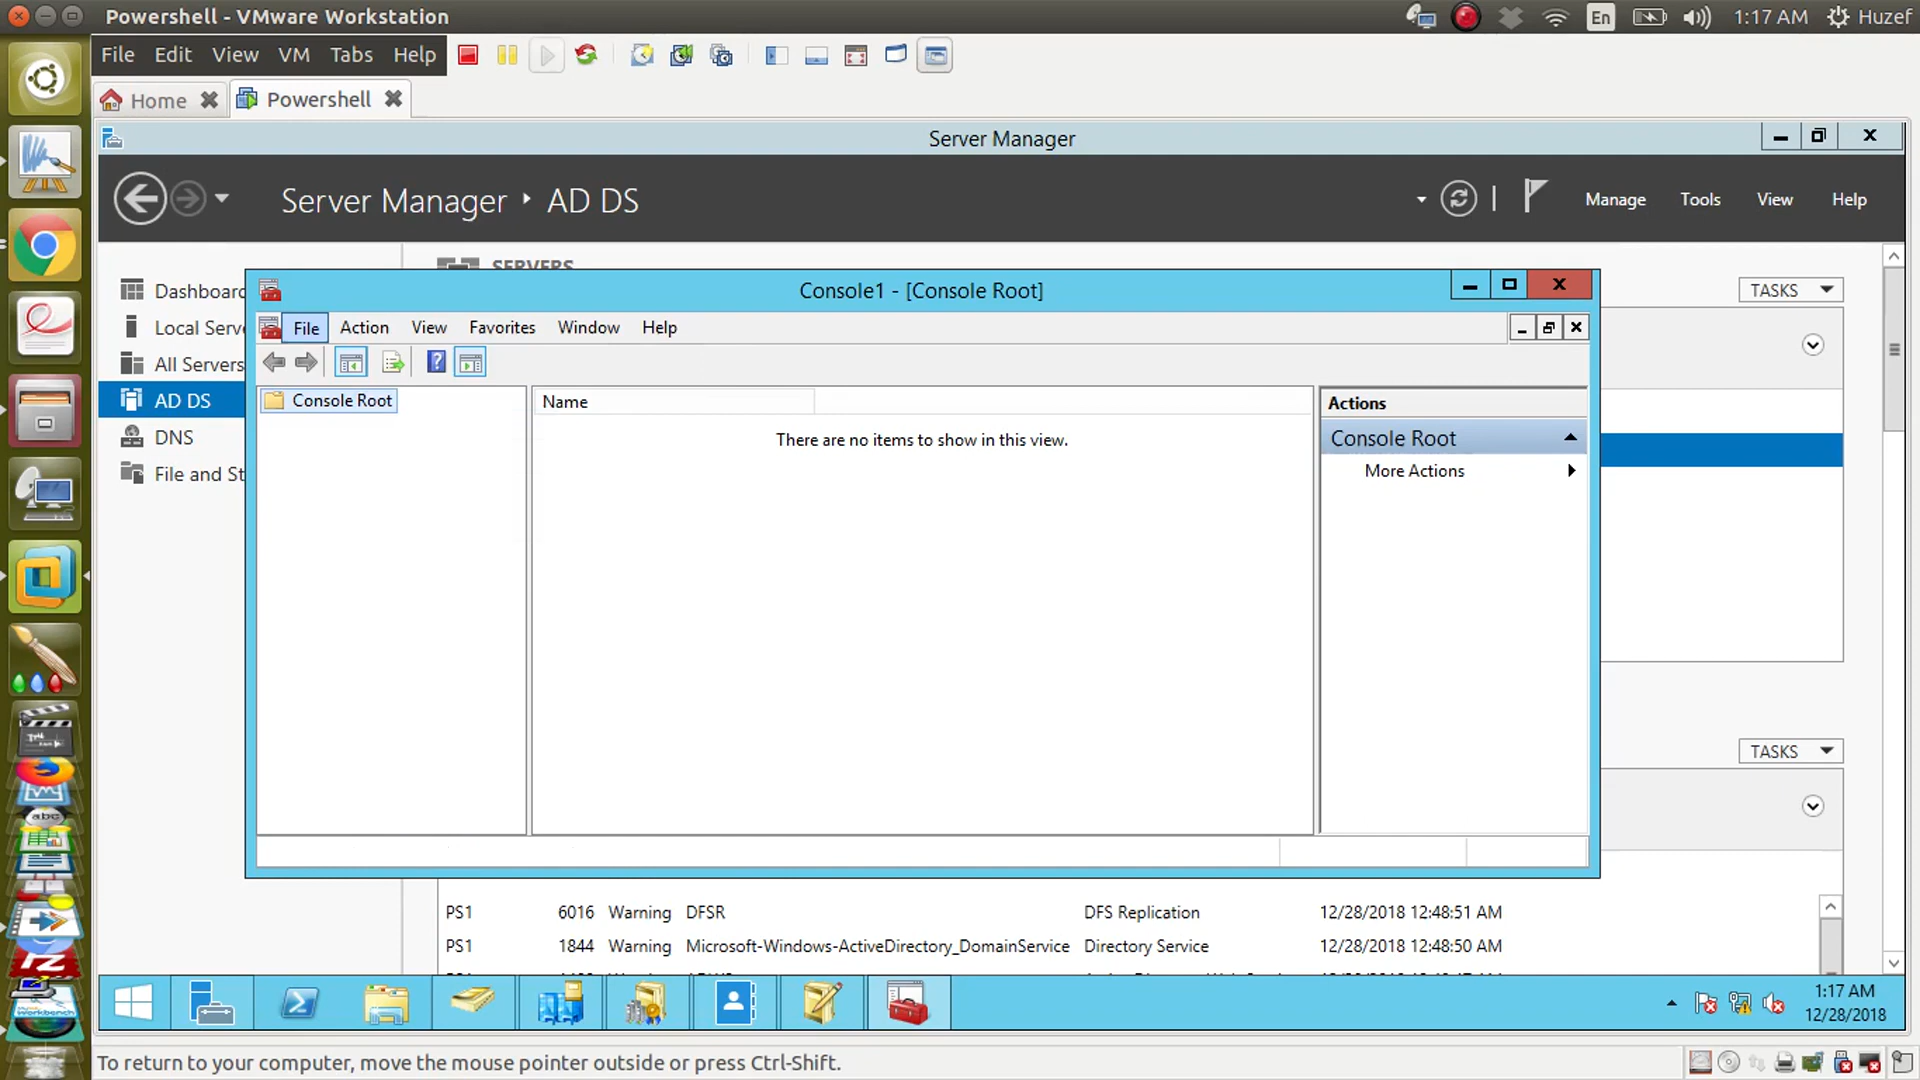 Powershell - VMware Workstation
En
1:17 AM
Huzef
File Edit View VM Tabs Help
Home
Powershell
Server Manager
Server Manager AD DS
Manage Tools View Help
Dashboard
Local Serve
All Servers
AD DS
DNS
File and St
SERVERS
TASKS
Console1 - [Console Root]
File Action View Favorites Window Help
Console Root
Name
There are no items to show in this view.
Actions
Console Root
More Actions
TASKS
PS1 6016 Warning DFSR DFS Replication 12/28/2018 12:48:51 AM
PS1 1844 Warning Microsoft-Windows-ActiveDirectory_DomainService Directory Service 12/28/2018 12:48:50 AM
1:17 AM
12/28/2018
To return to your computer, move the mouse pointer outside or press Ctrl-Shift.